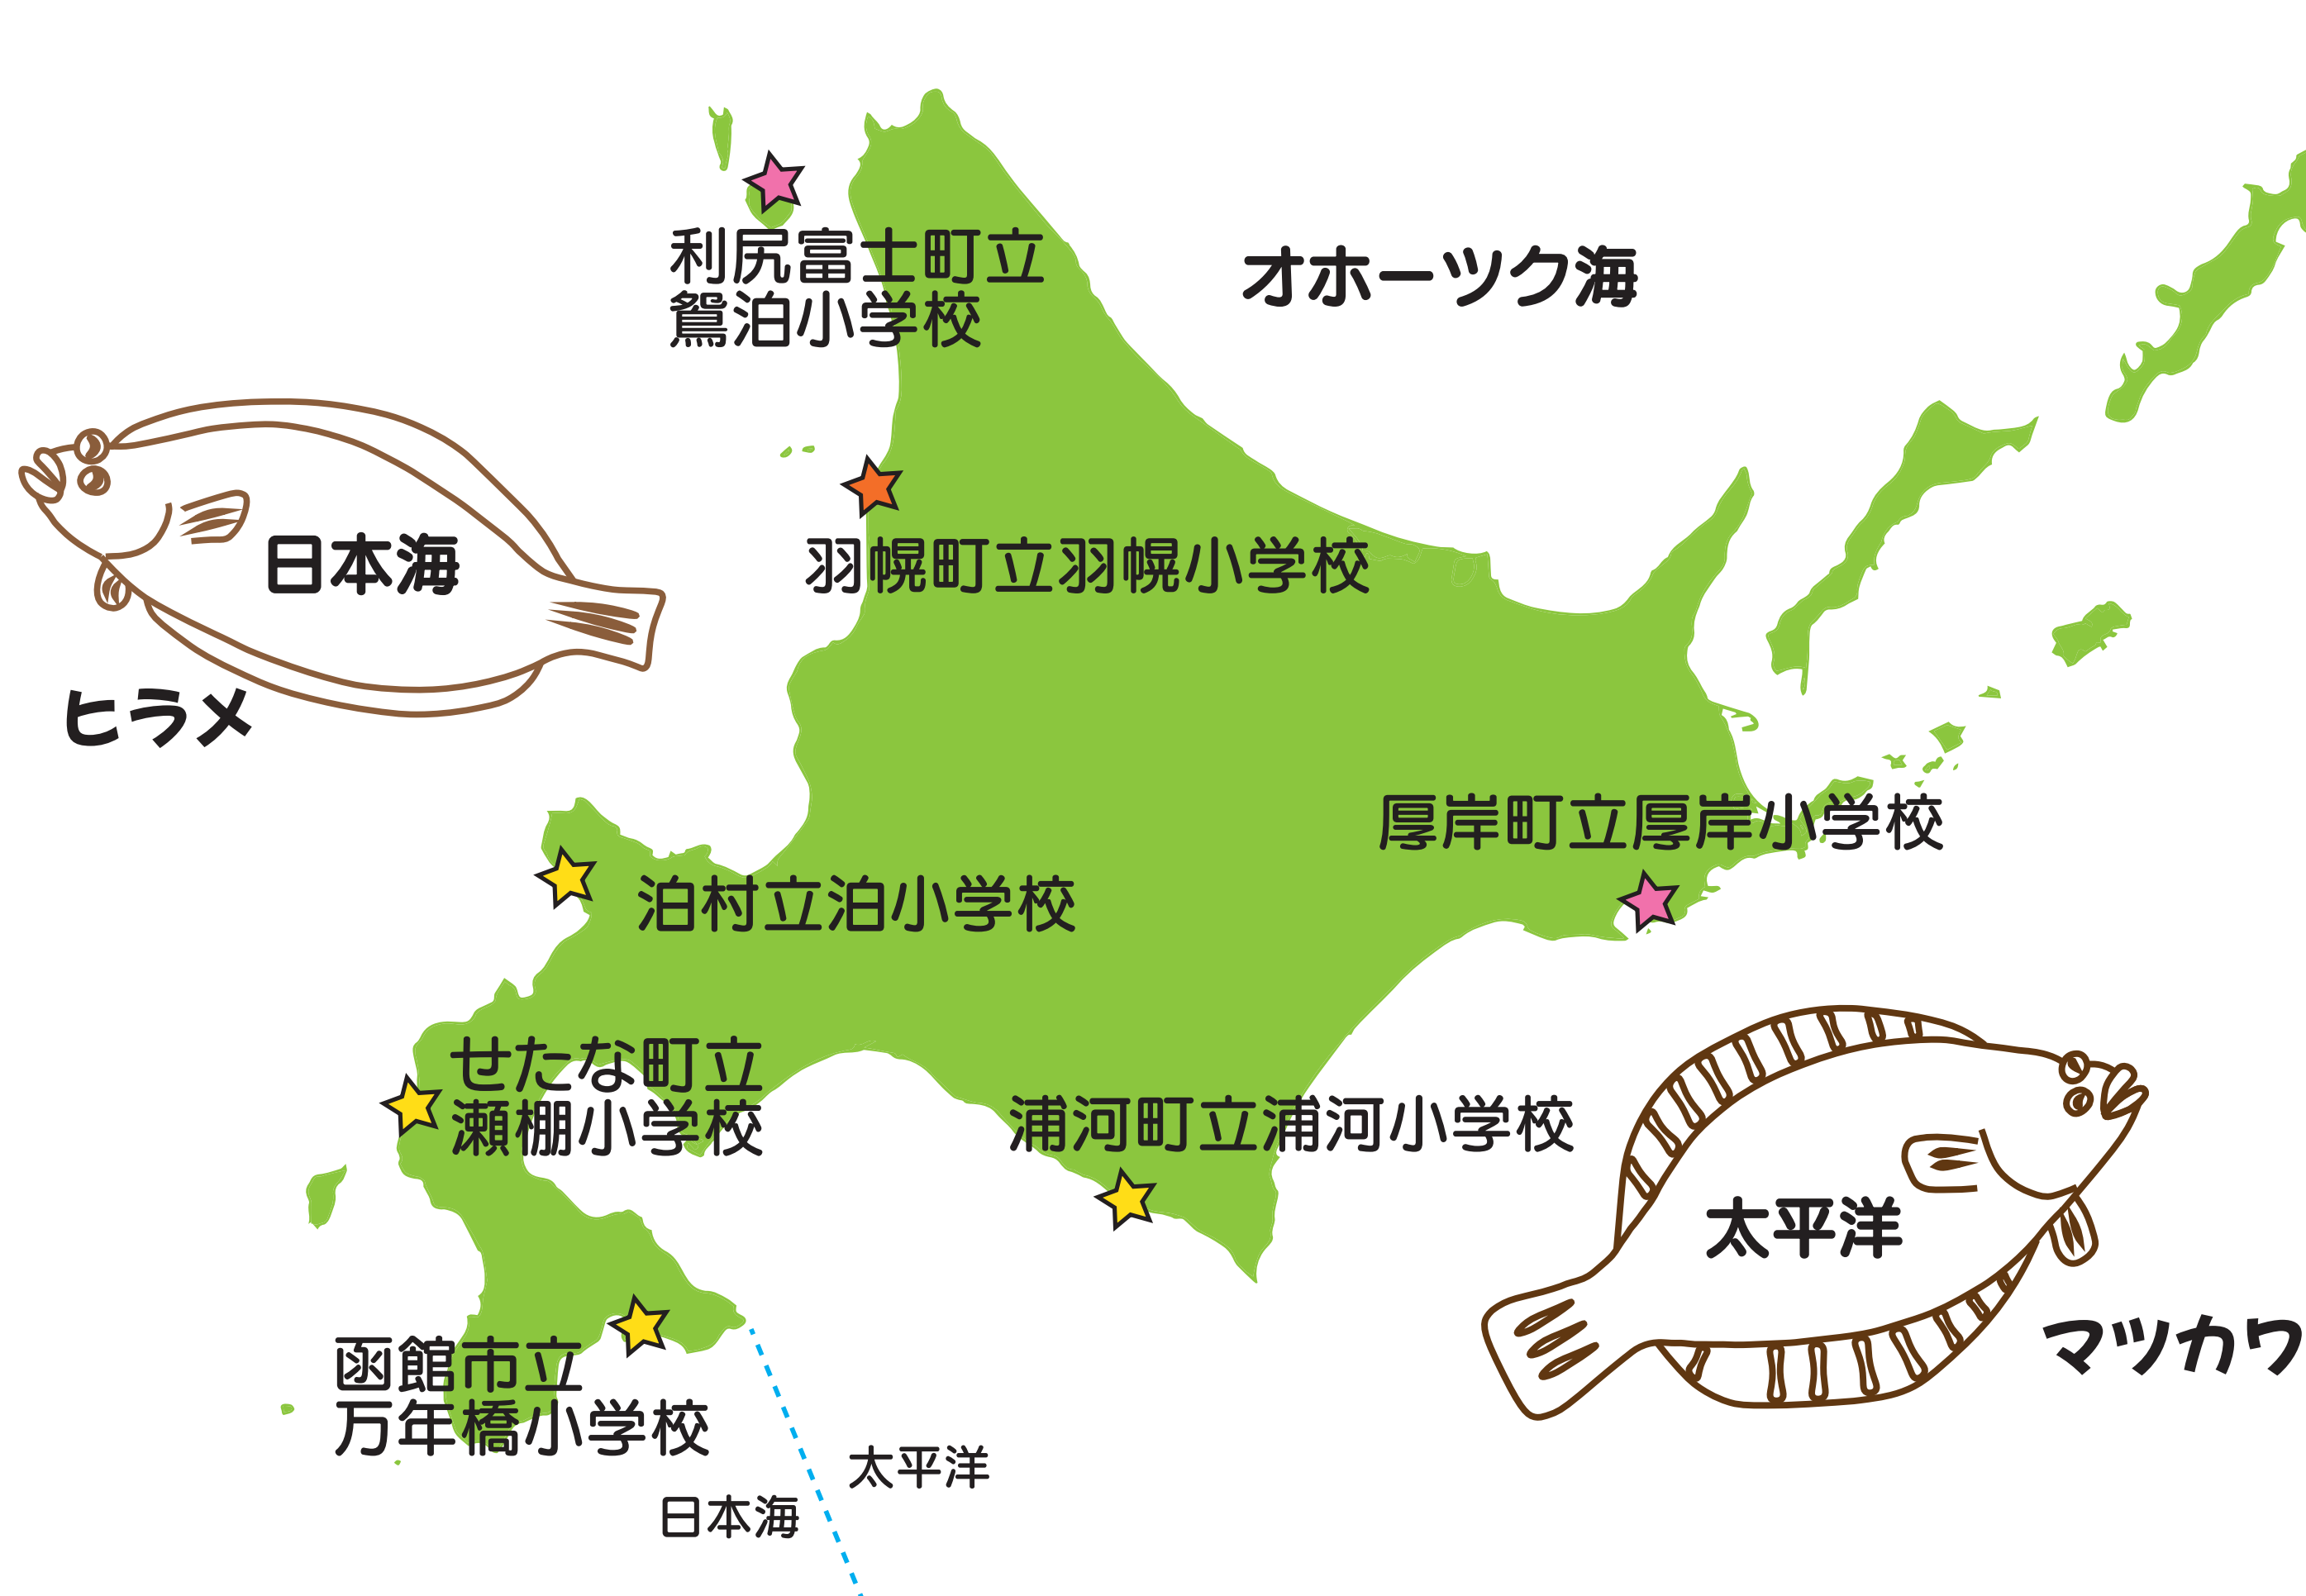 利尻富士町立
鴛泊小学校
オホーツク海
日本海
羽幌町立羽幌小学校
ヒラメ
厚岸町立厚岸小学校
泊村立泊小学校
せたな町立
瀬棚小学校
浦河町立浦河小学校
太平洋
マツカワ
函館市立
万年橋小学校
太平洋
日本海